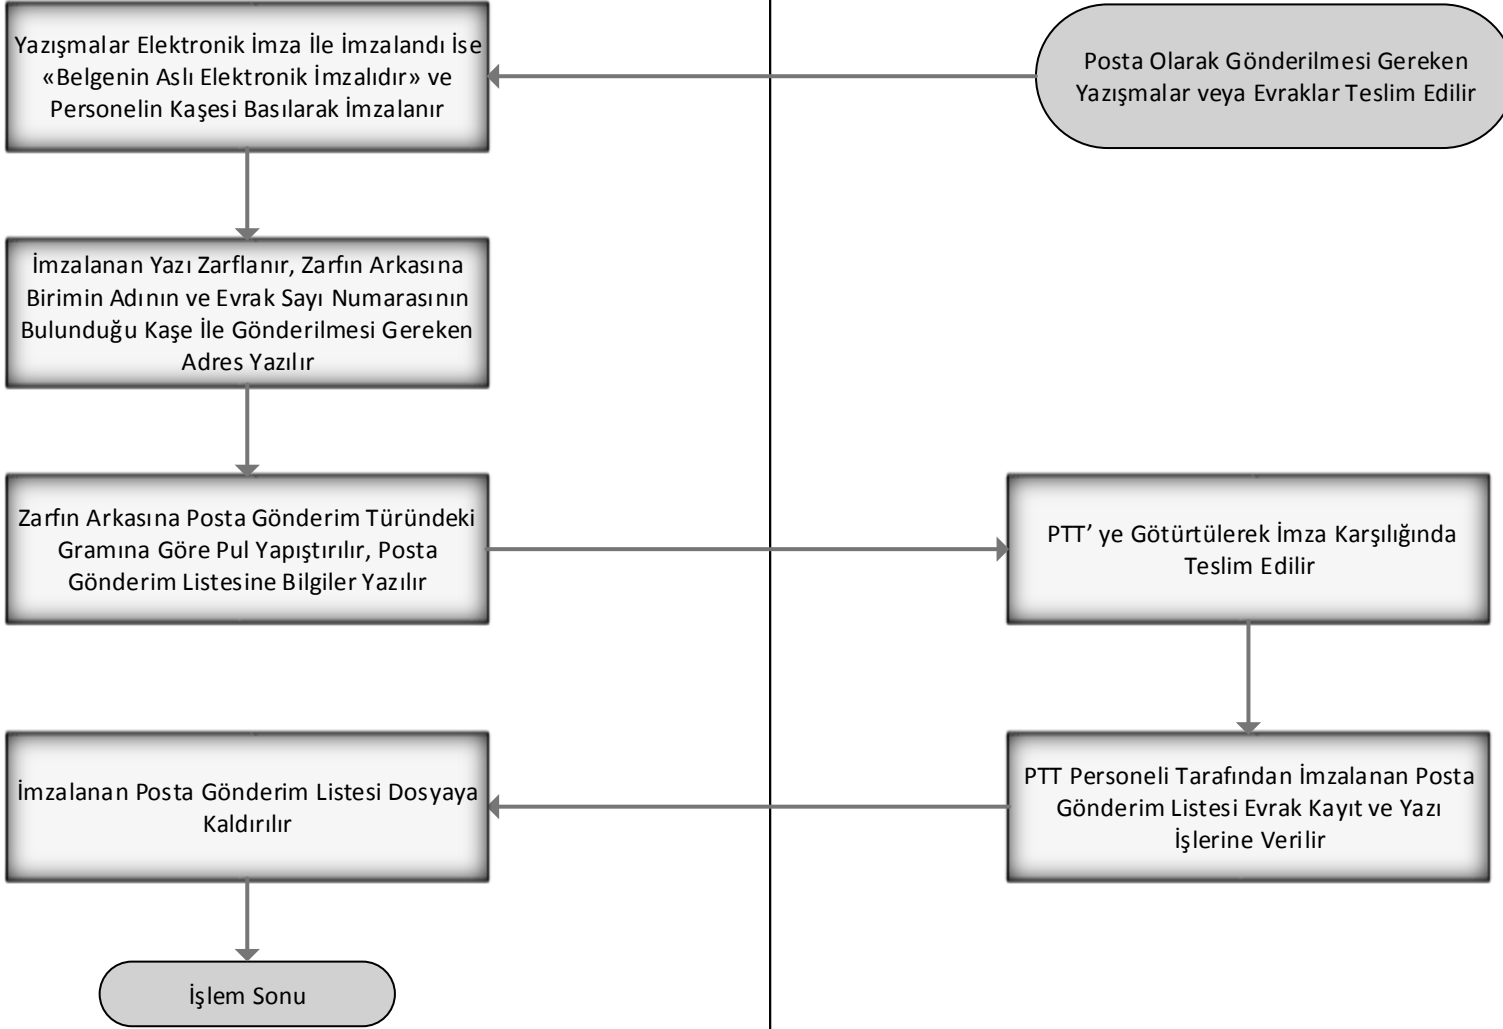 Yazışmalar Elektronik İmza İle İmzalandı İse
«Belgenin Aslı Elektronik İmzalıdır» ve
Personelin Kaşesi Basılarak İmzalanır
Posta Olarak Gönderilmesi Gereken
Yazışmalar veya Evraklar Teslim Edilir
İmzalanan Yazı Zarflanır, Zarfın Arkasına
Birimin Adının ve Evrak Sayı Numarasının
Bulunduğu Kaşe İle Gönderilmesi Gereken
Adres Yazılır
Zarfın Arkasına Posta Gönderim Türündeki
Gramına Göre Pul Yapıştırılır, Posta
Gönderim Listesine Bilgiler Yazılır
PTT’ ye Götürtülerek İmza Karşılığında
Teslim Edilir
İmzalanan Posta Gönderim Listesi Dosyaya
Kaldırılır
PTT Personeli Tarafından İmzalanan Posta
Gönderim Listesi Evrak Kayıt ve Yazı
İşlerine Verilir
İşlem Sonu